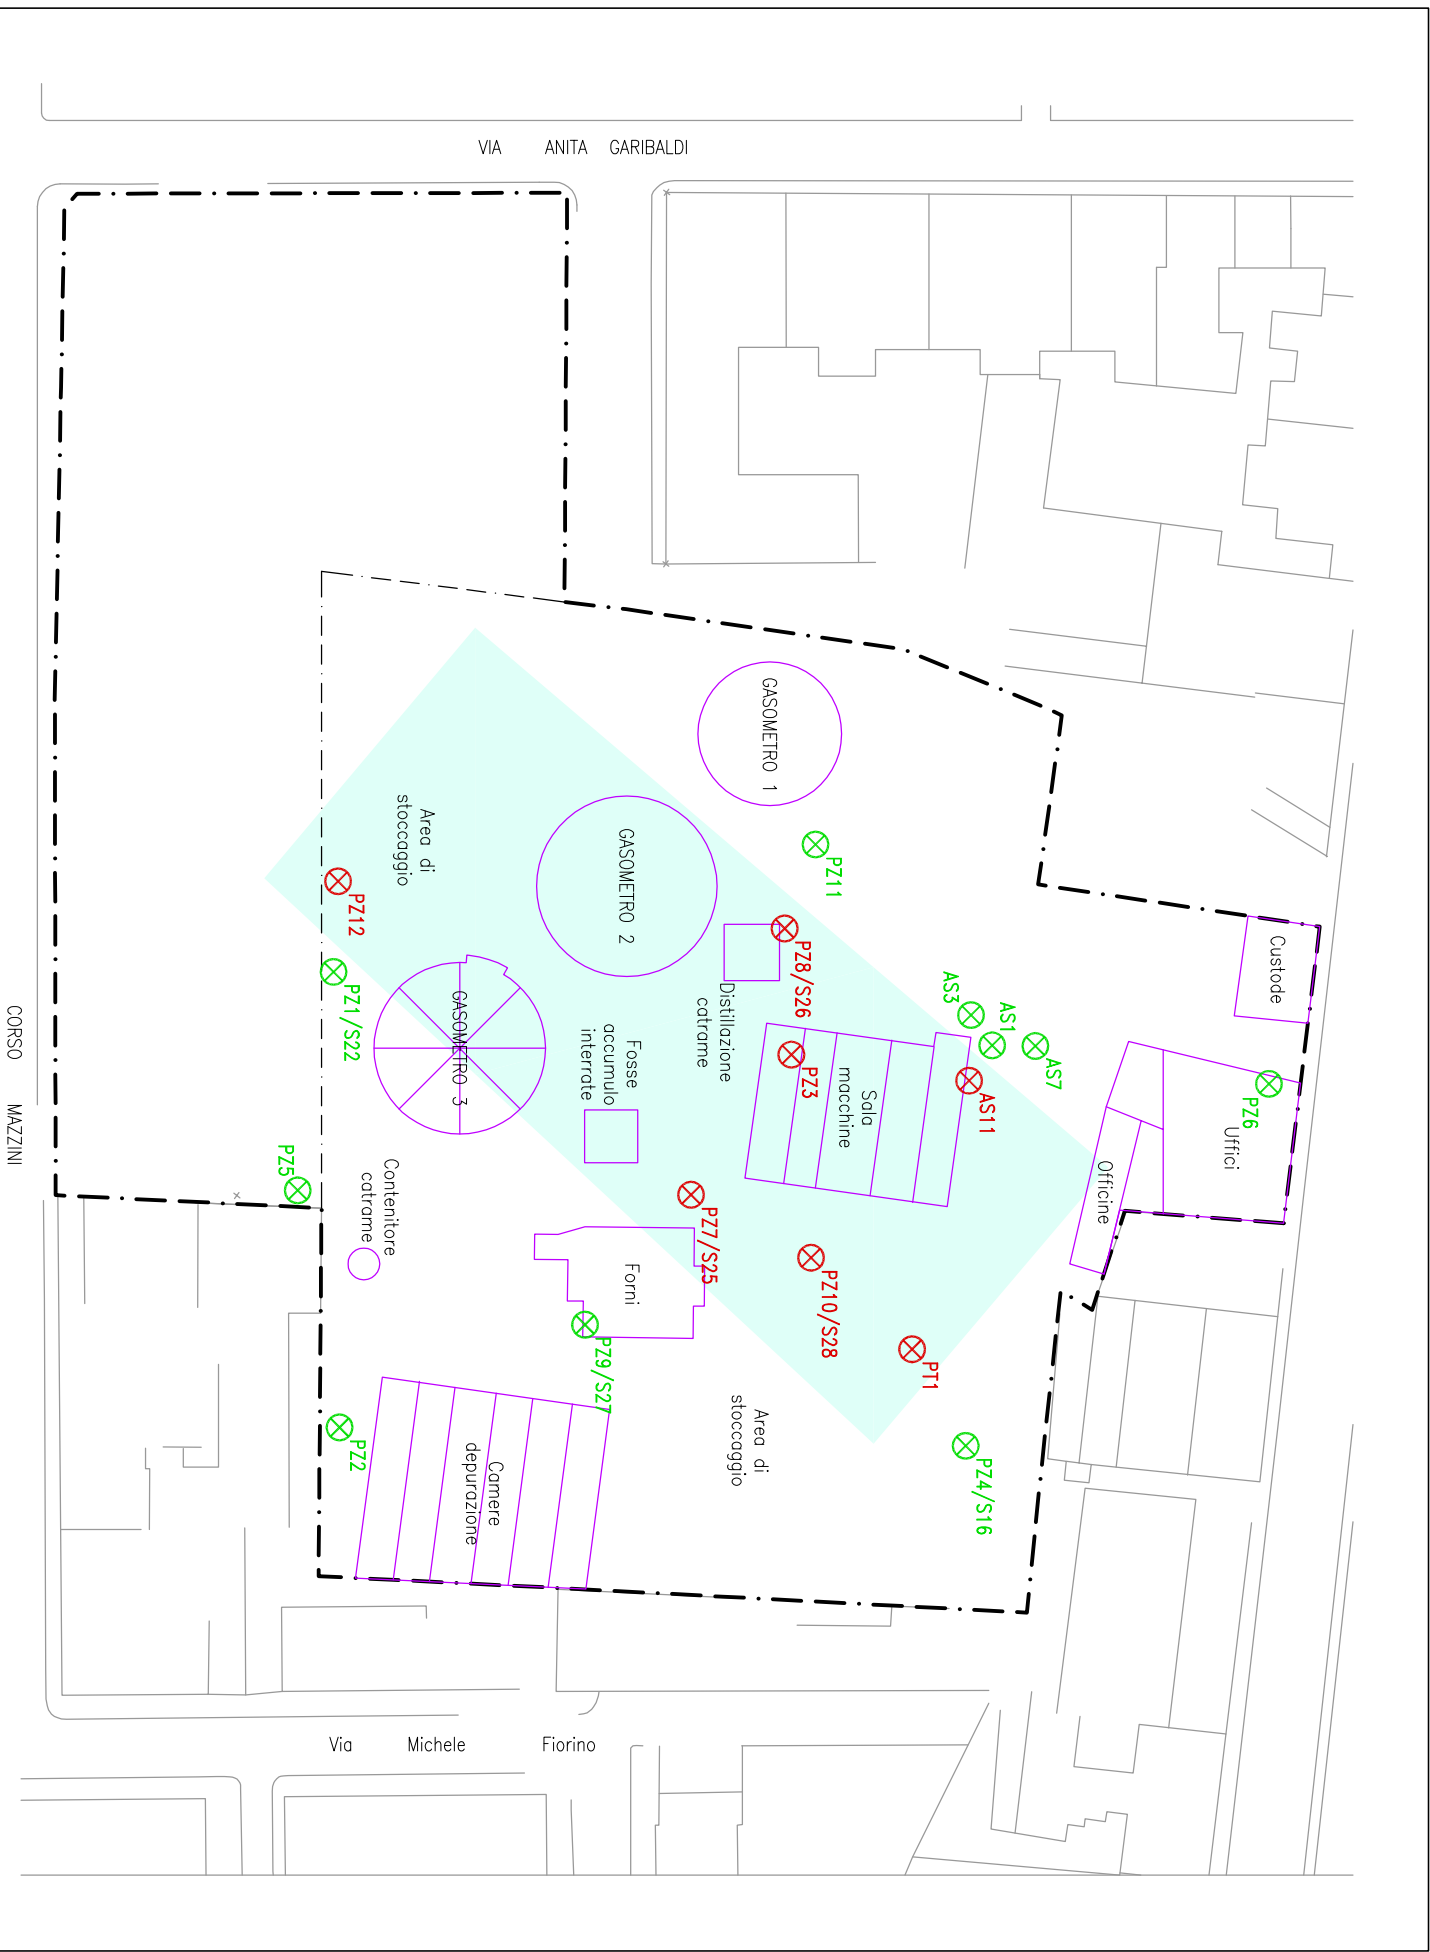 VIA ANITA GARIBALDI
GASOMETRO 1
Area di
stoccaggio
GASOMETRO 2
PZ11
PZ12
PZ8/S26
Custode
PZ1/S22
GASOMETRO 3
Fosse
accumulo
interrate
Distillazione
catrame
AS3
AS1
AS7
PZ3
Sala
macchine
AS11
PZ6
Uffici
Officine
CORSO MAZZINI
PZ5
Contenitore
catrame
PZ7/S25
Forni
PZ10/S28
PZ9/S27
PT1
PZ2
Camere
depurazione
Area di
stoccaggio
PZ4/S16
Via Michele Fiorino